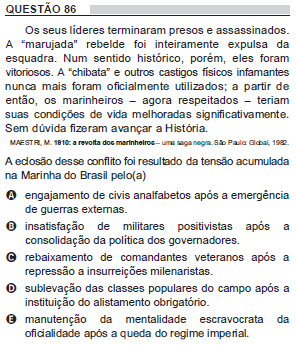 QUESTÃO 86
Os seus líderes terminaram presos e assassinados.
A “marujada” rebelde foi inteiramente expulsa da
esquadra. Num sentido histórico, porém, eles foram
vitoriosos. A “chibata” e outros castigos físicos infamantes
nunca mais foram oficialmente utilizados; a partir de
então, os marinheiros – agora respeitados – teriam
suas condições de vida melhoradas significativamente.
Sem dúvida fizeram avançar a História.
MAESTRI, M. 1910: a revolta dos marinheiros – uma saga negra. São Paulo: Global, 1982.
A eclosão desse conflito foi resultado da tensão acumulada
na Marinha do Brasil pelo(a)
A engajamento de civis analfabetos após a emergência
de guerras externas.
B insatisfação de militares positivistas após a
consolidação da política dos governadores.
C rebaixamento de comandantes veteranos após a
repressão a insurreições milenaristas.
D sublevação das classes populares do campo após a
instituição do alistamento obrigatório.
E manutenção da mentalidade escravocrata da
oficialidade após a queda do regime imperial.